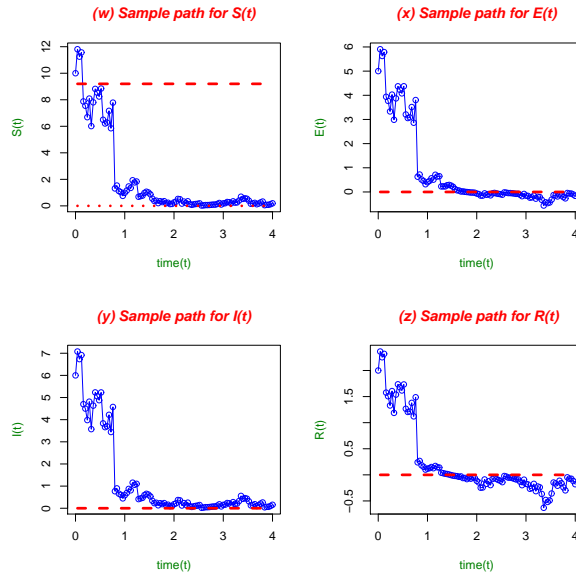 (w) Sample path for S(t)
S(t)
0 2 4 6 8 10 12
0 1 2 3 4
time(t)
(x) Sample path for E(t)
E(t)
0 1 2 3 4 5 6
0 1 2 3 4
time(t)
(y) Sample path for I(t)
I(t)
0 1 2 3 4 5 6 7
0 1 2 3 4
time(t)
(z) Sample path for R(t)
R(t)
−0.5 0.5 1.5
0 1 2 3 4
time(t)